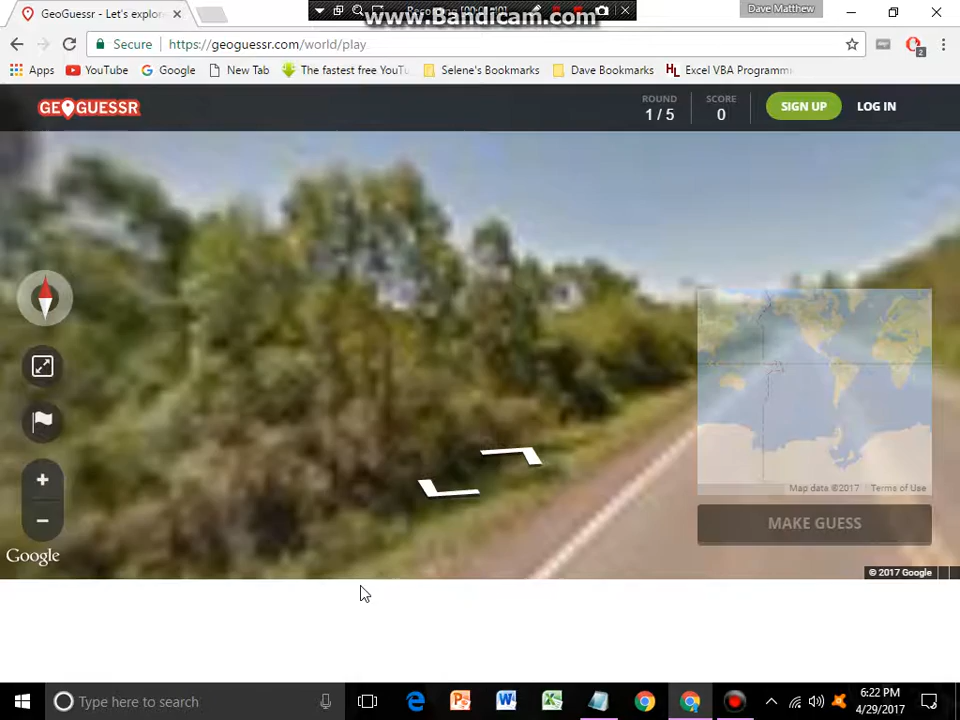 www.Bandicam.com
Dave Matthew
GeoGuessr - Let's explor
Secure
https://geoguessr.com/world/play
Apps
YouTube
Google
New Tab
The fastest free YouTu
Selene's Bookmarks
Dave Bookmarks
Excel VBA Programm
2
GEOGUESSR
ROUND
1 / 5
SCORE
0
SIGN UP
LOG IN
Map data ©2017
Terms of Use
MAKE GUESS
Google
© 2017 Google
Type here to search
6:22 PM
4/29/2017